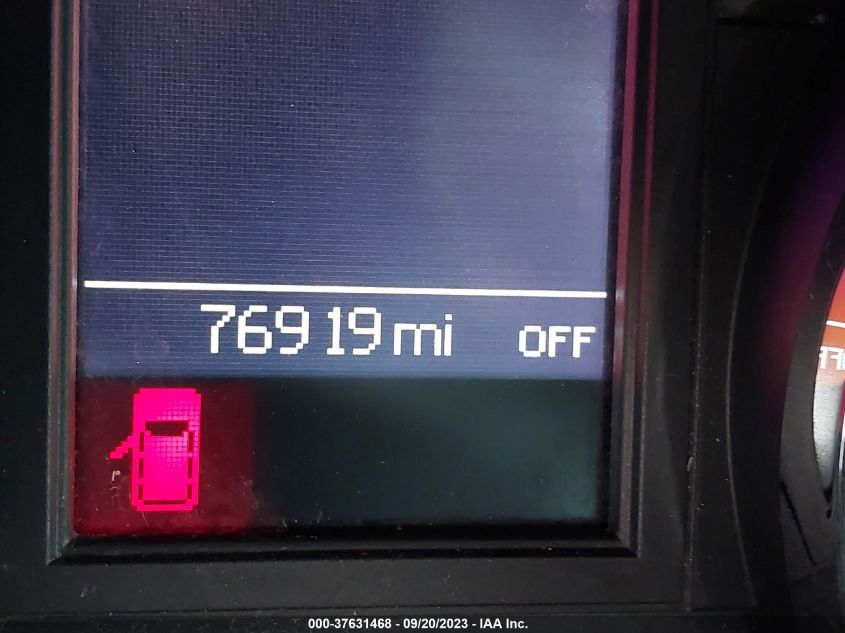 76919 mi OFF
000-37631468 - 09/20/2023 - IAA Inc.